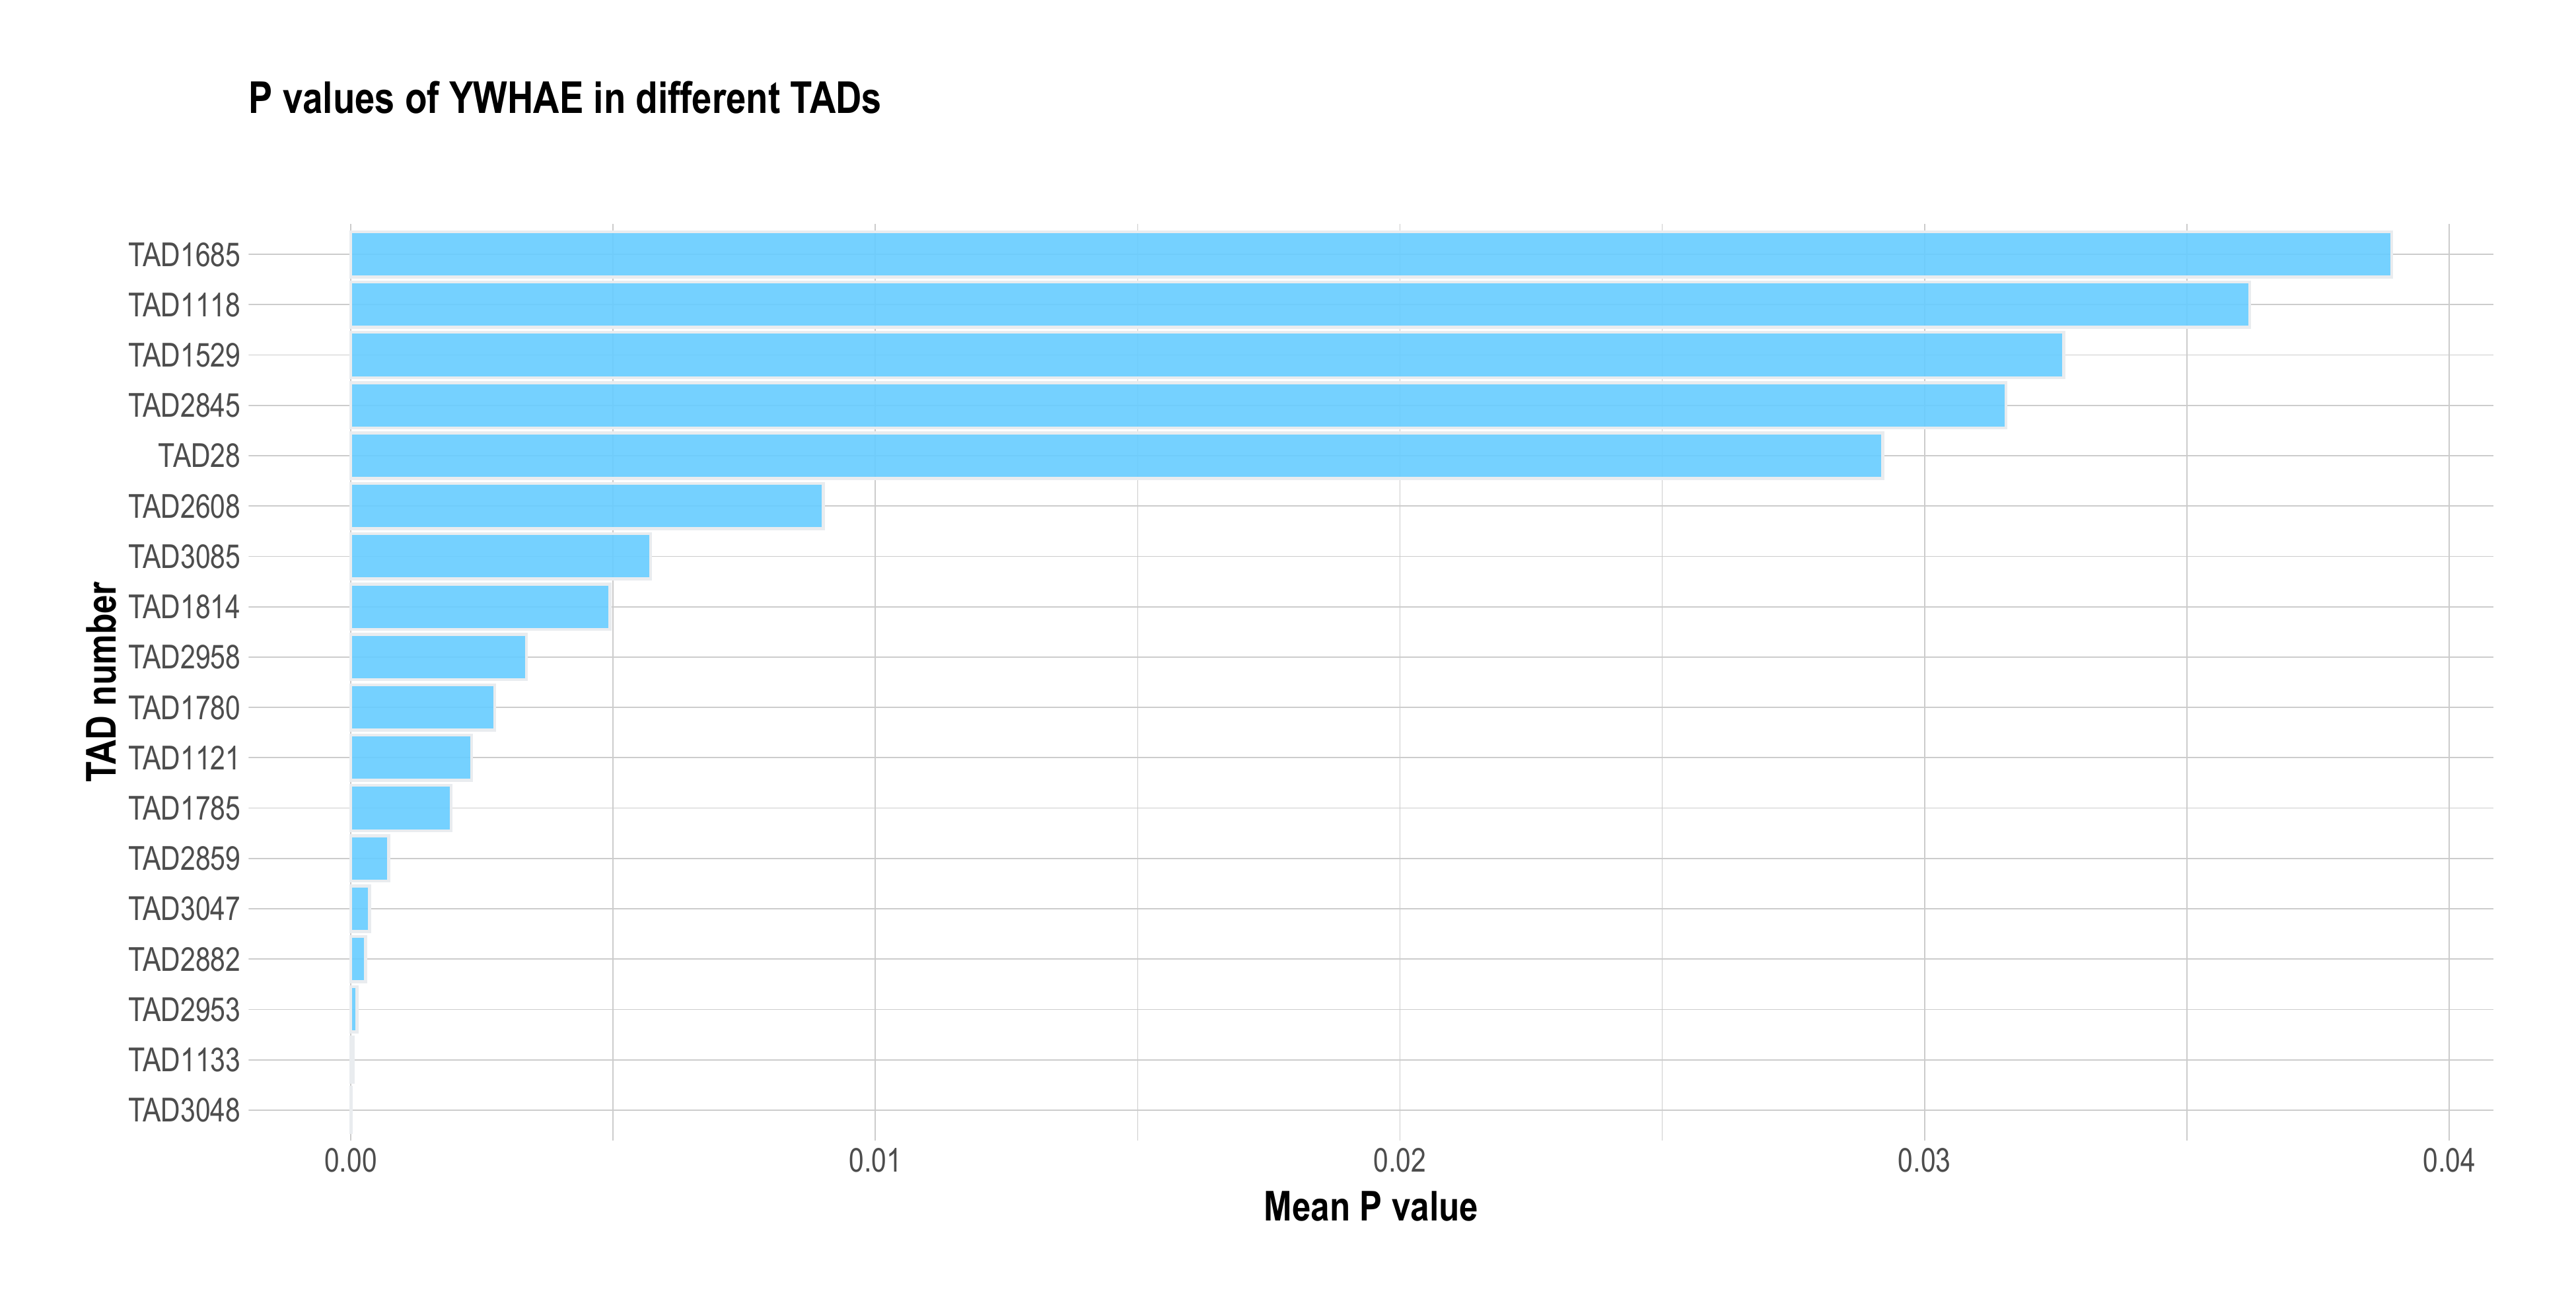 P values of YWHAE in different TADs
TAD number
TAD1685
TAD1118
TAD1529
TAD2845
TAD28
TAD2608
TAD3085
TAD1814
TAD2958
TAD1780
TAD1121
TAD1785
TAD2859
TAD3047
TAD2882
TAD2953
TAD1133
TAD3048
0.00 0.01 0.02 0.03 0.04
Mean P value